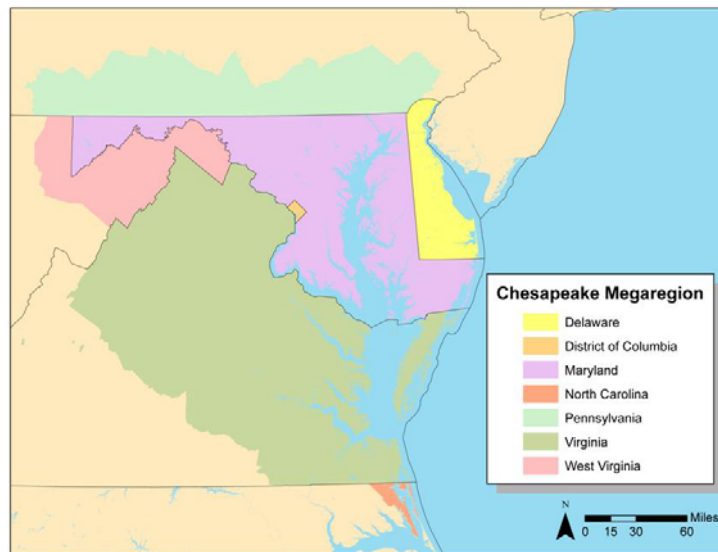 Chesapeake Megaregion
Delaware
District of Columbia
Maryland
North Carolina
Pennsylvania
Virginia
West Virginia
N
0 15 30 60 Miles